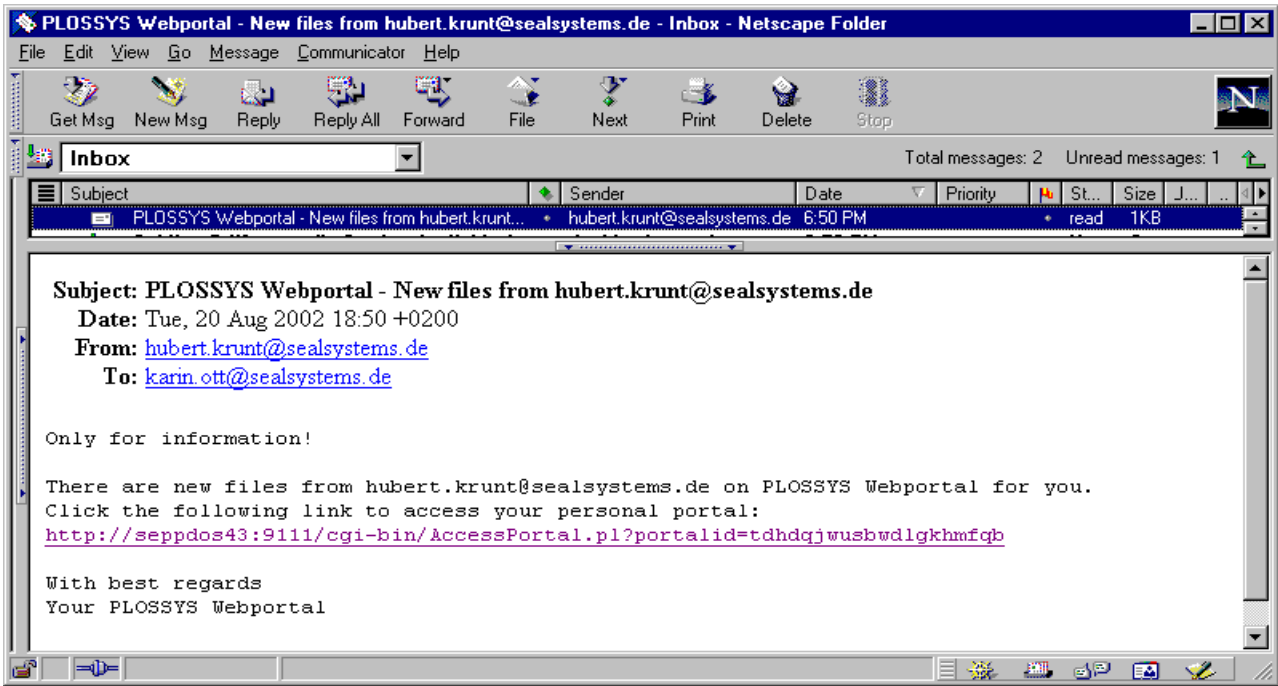 PLOSSYS Webportal - New files from hubert.krunt@sealsystems.de - Inbox - Netscape Folder
File Edit View Go Message Communicator Help
Get Msg New Msg Reply Reply All Forward File Next Print Delete Stop
N
Inbox Total messages: 2 Unread messages: 1
Subject Sender Date Priority St... Size J... ..
PLOSSYS Webportal - New files from hubert.krunt... hubert.krunt@sealsystems.de 6:50 PM read 1KB
Subject: PLOSSYS Webportal - New files from hubert.krunt@sealsystems.de
Date: Tue, 20 Aug 2002 18:50 +0200
From: hubert.krunt@sealsystems.de
To: karin.ott@sealsystems.de
Only for information!
There are new files from hubert.krunt@sealsystems.de on PLOSSYS Webportal for you.
Click the following link to access your personal portal:
http://seppdos43:9111/cgi-bin/AccessPortal.pl?portalid=tdhdqjwusbwdlgkhmfqb
With best regards
Your PLOSSYS Webportal